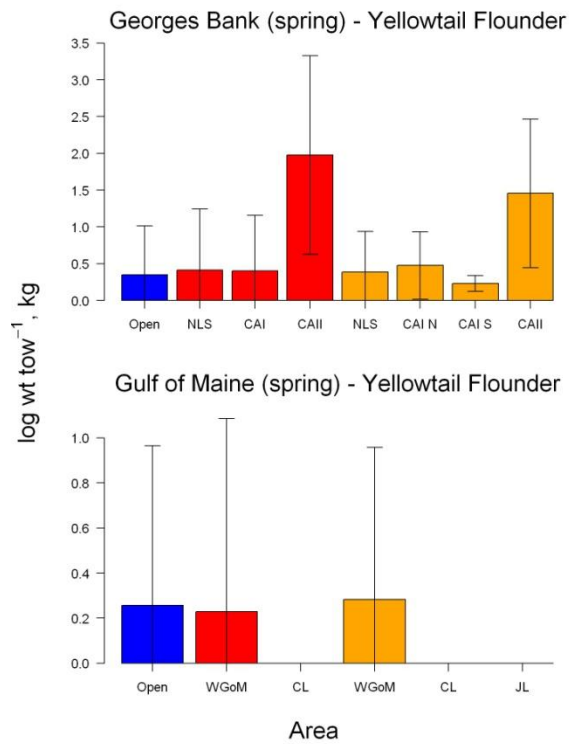 Georges Bank (spring) - Yellowtail Flounder
3.5
3.0
2.5
2.0
1.5
1.0
0.5
0.0
Open NLS CAI CAII NLS CAI N CAI S CAII
log wt tow⁻¹, kg
Gulf of Maine (spring) - Yellowtail Flounder
1.0
0.8
0.6
0.4
0.2
0.0
Open WGoM CL WGoM CL JL
Area